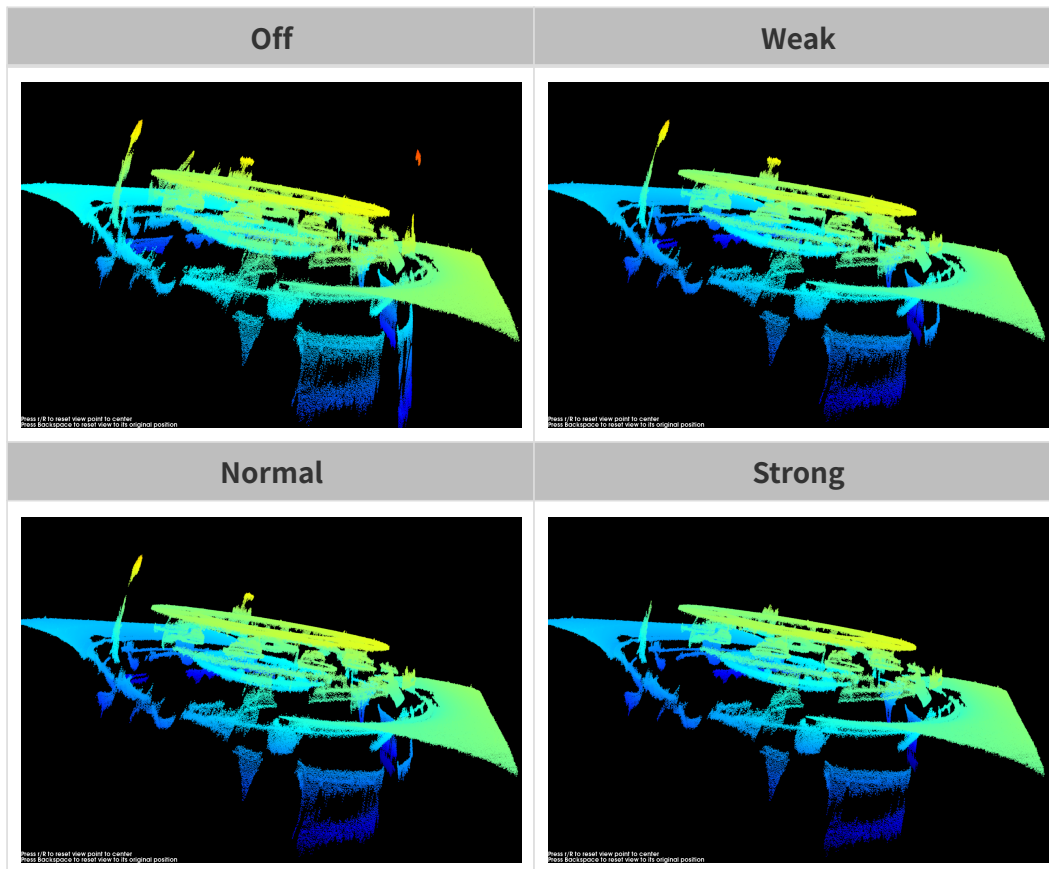 Off
Weak
Press r/R to reset view point to center
Press Backspace to reset view to its original position
Press r/R to reset view point to center
Press Backspace to reset view to its original position
Normal
Strong
Press r/R to reset view point to center
Press Backspace to reset view to its original position
Press r/R to reset view point to center
Press Backspace to reset view to its original position